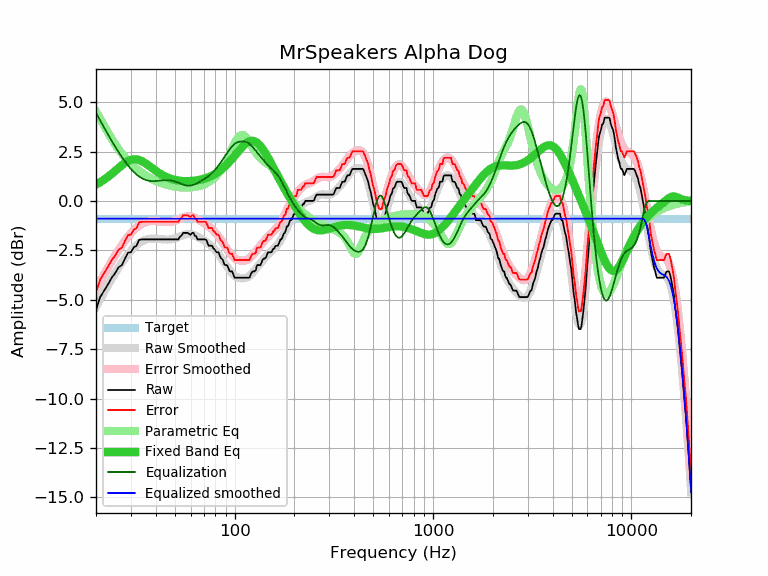 MrSpeakers Alpha Dog
Amplitude (dBr)
5.0
2.5
0.0
−2.5
−5.0
−7.5
−10.0
−12.5
−15.0
Target
Raw Smoothed
Error Smoothed
Raw
Error
Parametric Eq
Fixed Band Eq
Equalization
Equalized smoothed
100
1000
10000
Frequency (Hz)